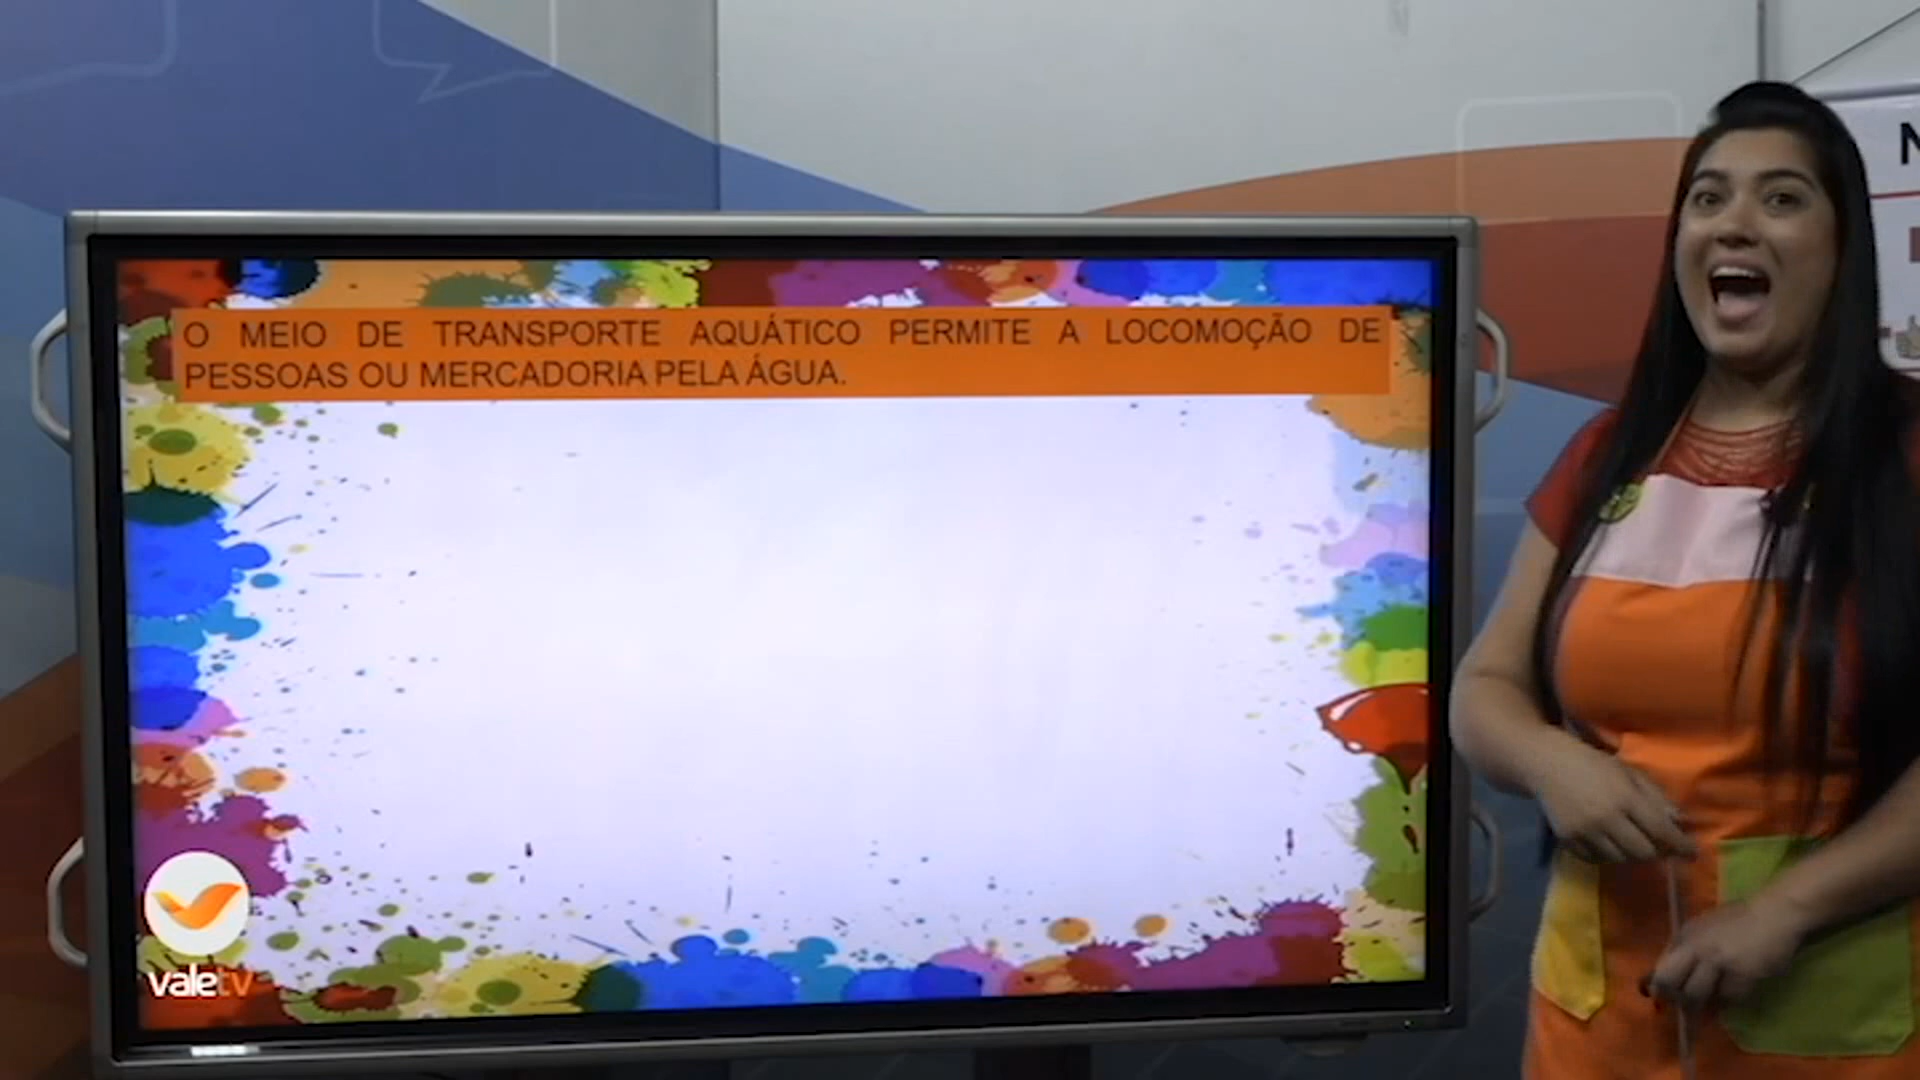 O MEIO DE TRANSPORTE AQUÁTICO PERMITE A LOCOMOÇÃO DE
PESSOAS OU MERCADORIA PELA ÁGUA.
valetv
N